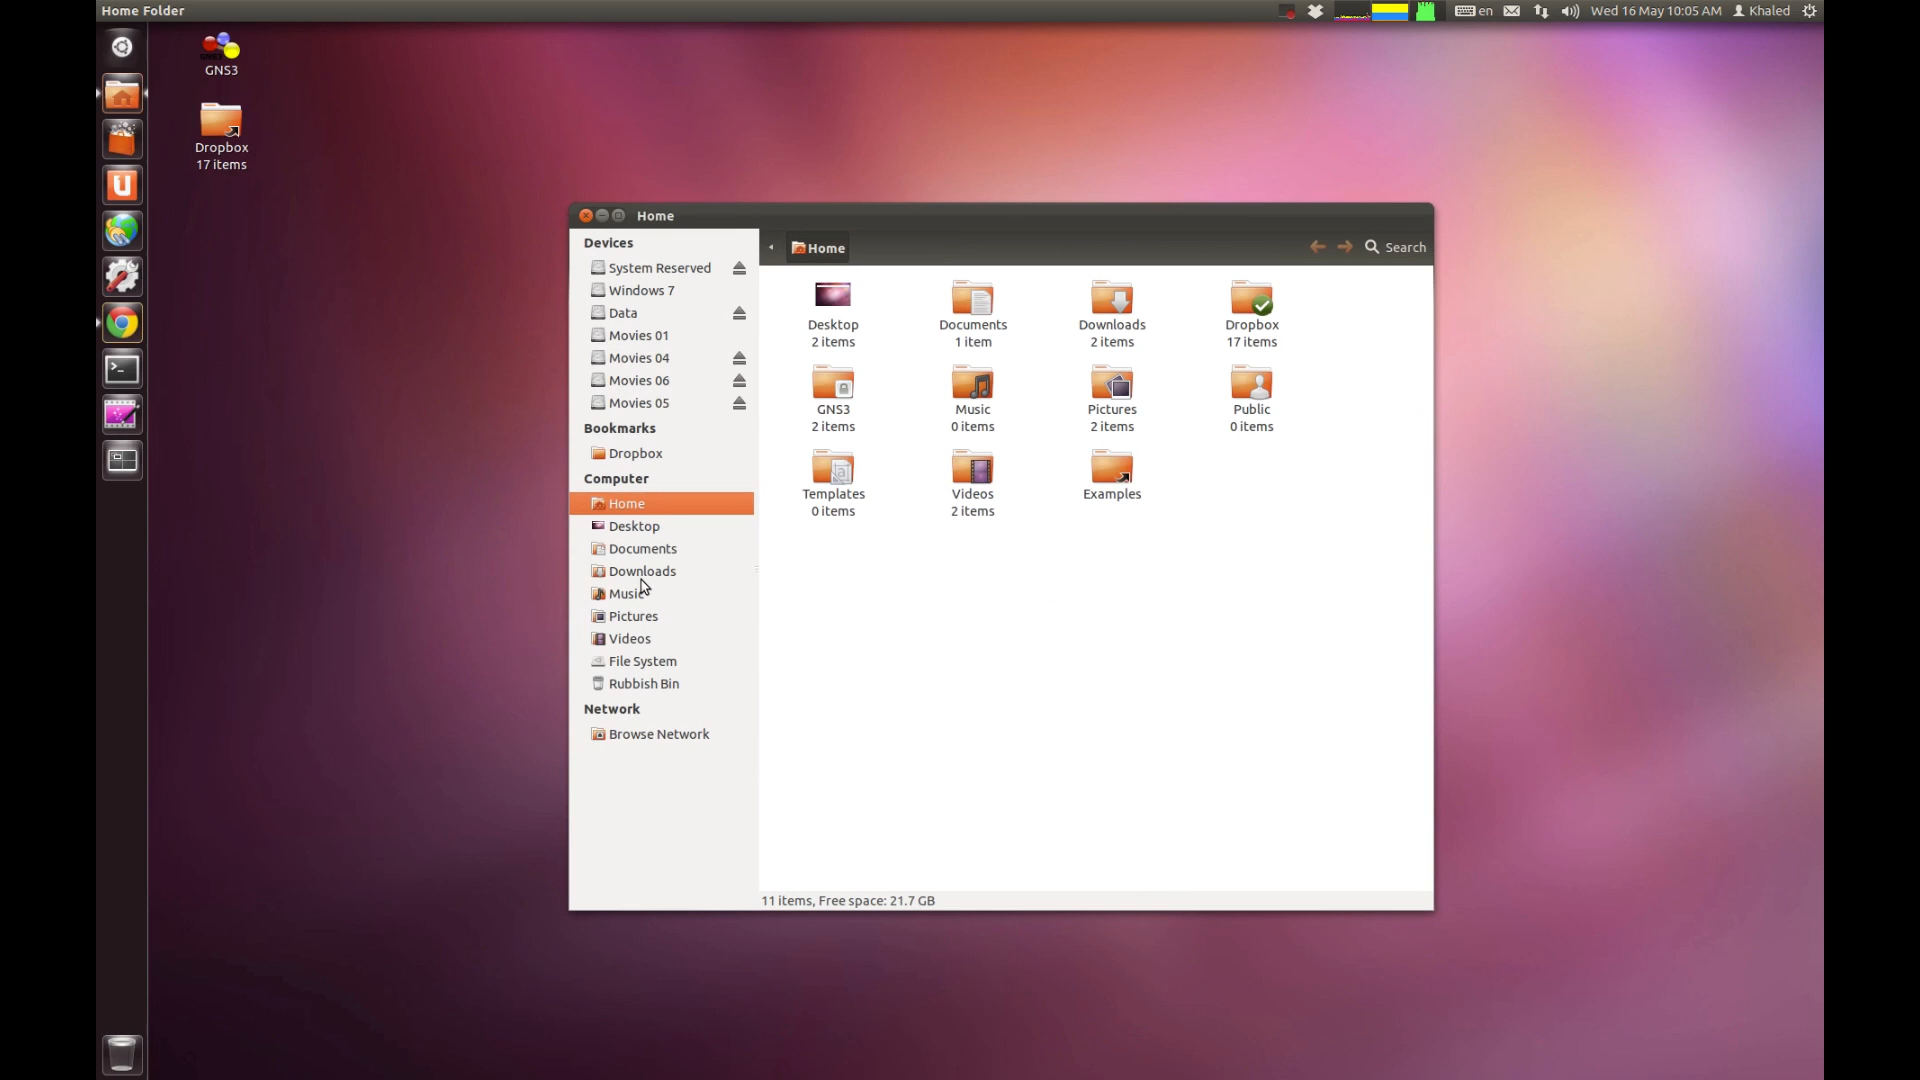 Home Folder
en
Wed 16 May 10:05 AM
Khaled
GNS3
Dropbox
17 items
Home
Devices
System Reserved
Windows 7
Data
Movies 01
Movies 04
Movies 06
Movies 05
Bookmarks
Dropbox
Computer
Home
Desktop
Documents
Downloads
Music
Pictures
Videos
File System
Rubbish Bin
Network
Browse Network
Home
Search
Desktop
2 items
Documents
1 item
Downloads
2 items
Dropbox
17 items
GNS3
2 items
Music
0 items
Pictures
2 items
Public
0 items
Templates
0 items
Videos
2 items
Examples
11 items, Free space: 21.7 GB